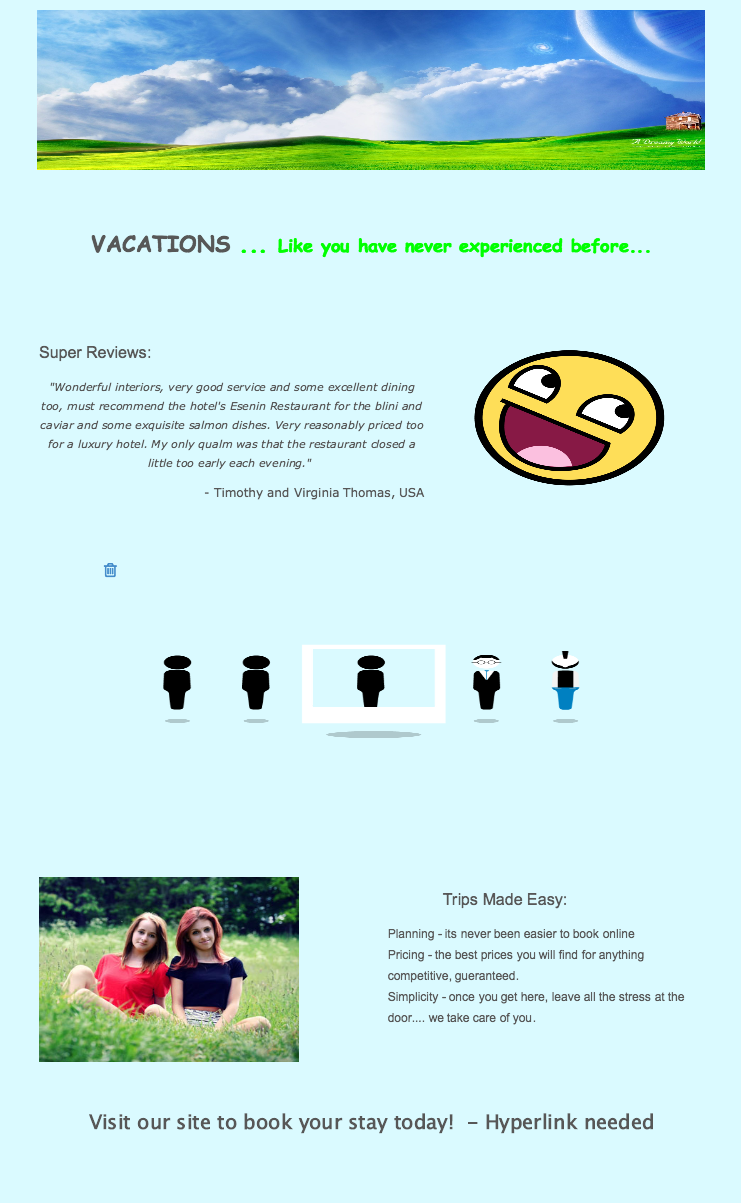 A Dreamy World
VACATIONS ... Like you have never experienced before...
Super Reviews:
"Wonderful interiors, very good service and some excellent dining
too, must recommend the hotel's Esenin Restaurant for the blini and
caviar and some exquisite salmon dishes. Very reasonably priced too
for a luxury hotel. My only qualm was that the restaurant closed a
little too early each evening."
- Timothy and Virginia Thomas, USA
Trips Made Easy:
Planning - its never been easier to book online
Pricing - the best prices you will find for anything
competitive, gueranteed.
Simplicity - once you get here, leave all the stress at the
door.... we take care of you.
Visit our site to book your stay today!  - Hyperlink needed